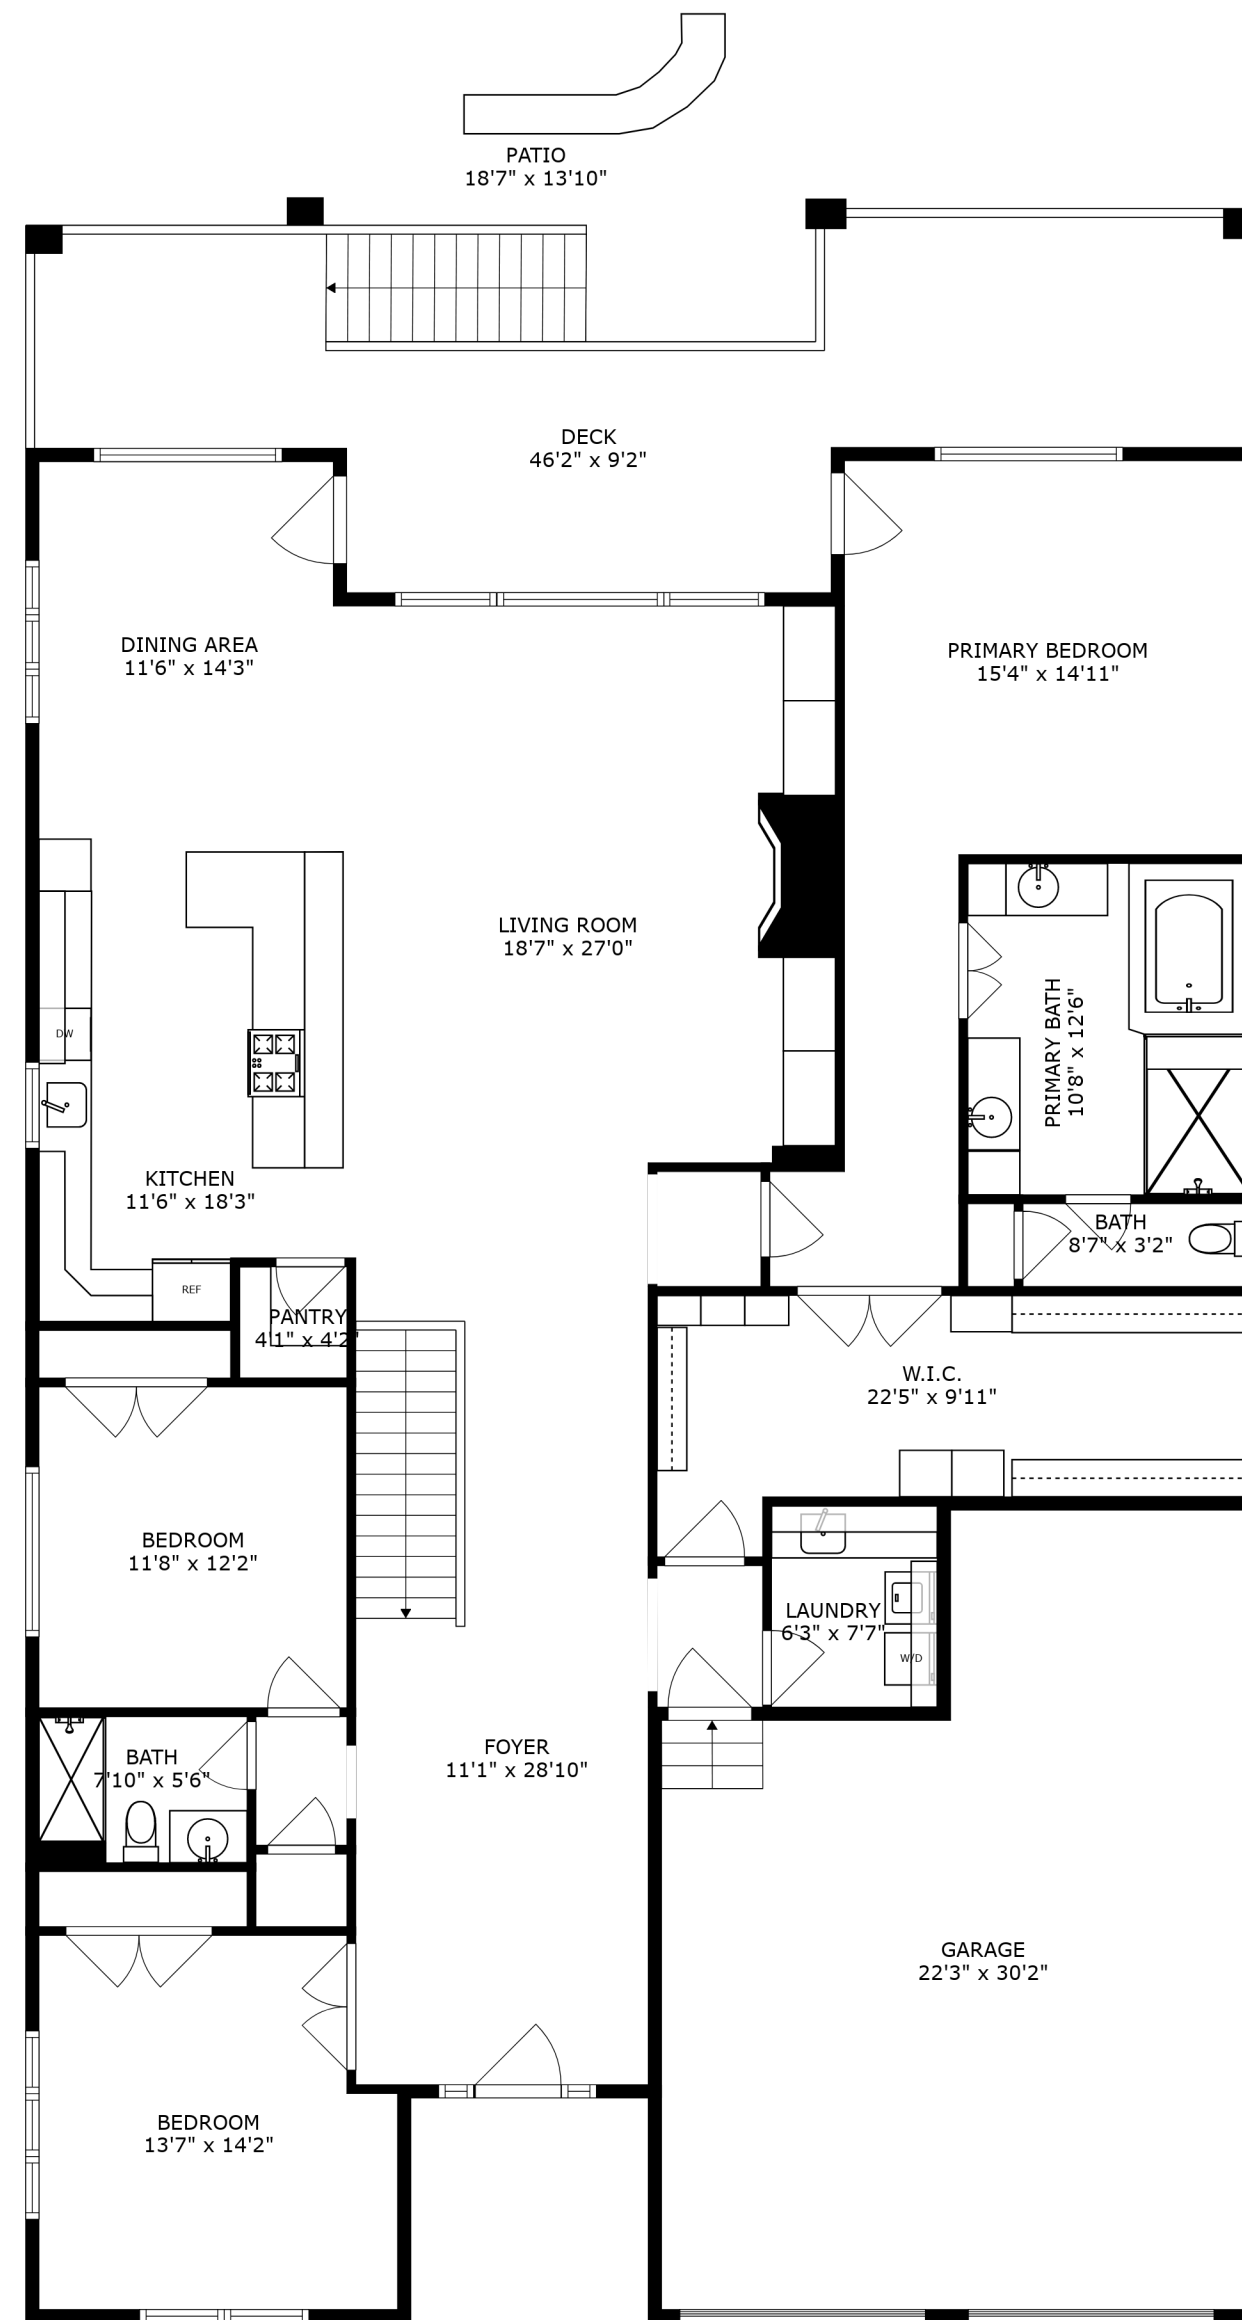 PATIO
18'7" x 13'10"
DECK
46'2" x 9'2"
DINING AREA
11'6" x 14'3"
PRIMARY BEDROOM
15'4" x 14'11"
LIVING ROOM
18'7" x 27'0"
PRIMARY BATH
10'8" x 12'6"
DW
KITCHEN
11'6" x 18'3"
BATH
8'7" x 3'2"
REF
PANTRY
4'1" x 4'2"
W.I.C.
22'5" x 9'11"
BEDROOM
11'8" x 12'2"
LAUNDRY
6'3" x 7'7"
W/D
FOYER
11'1" x 28'10"
BATH
7'10" x 5'6"
GARAGE
22'3" x 30'2"
BEDROOM
13'7" x 14'2"